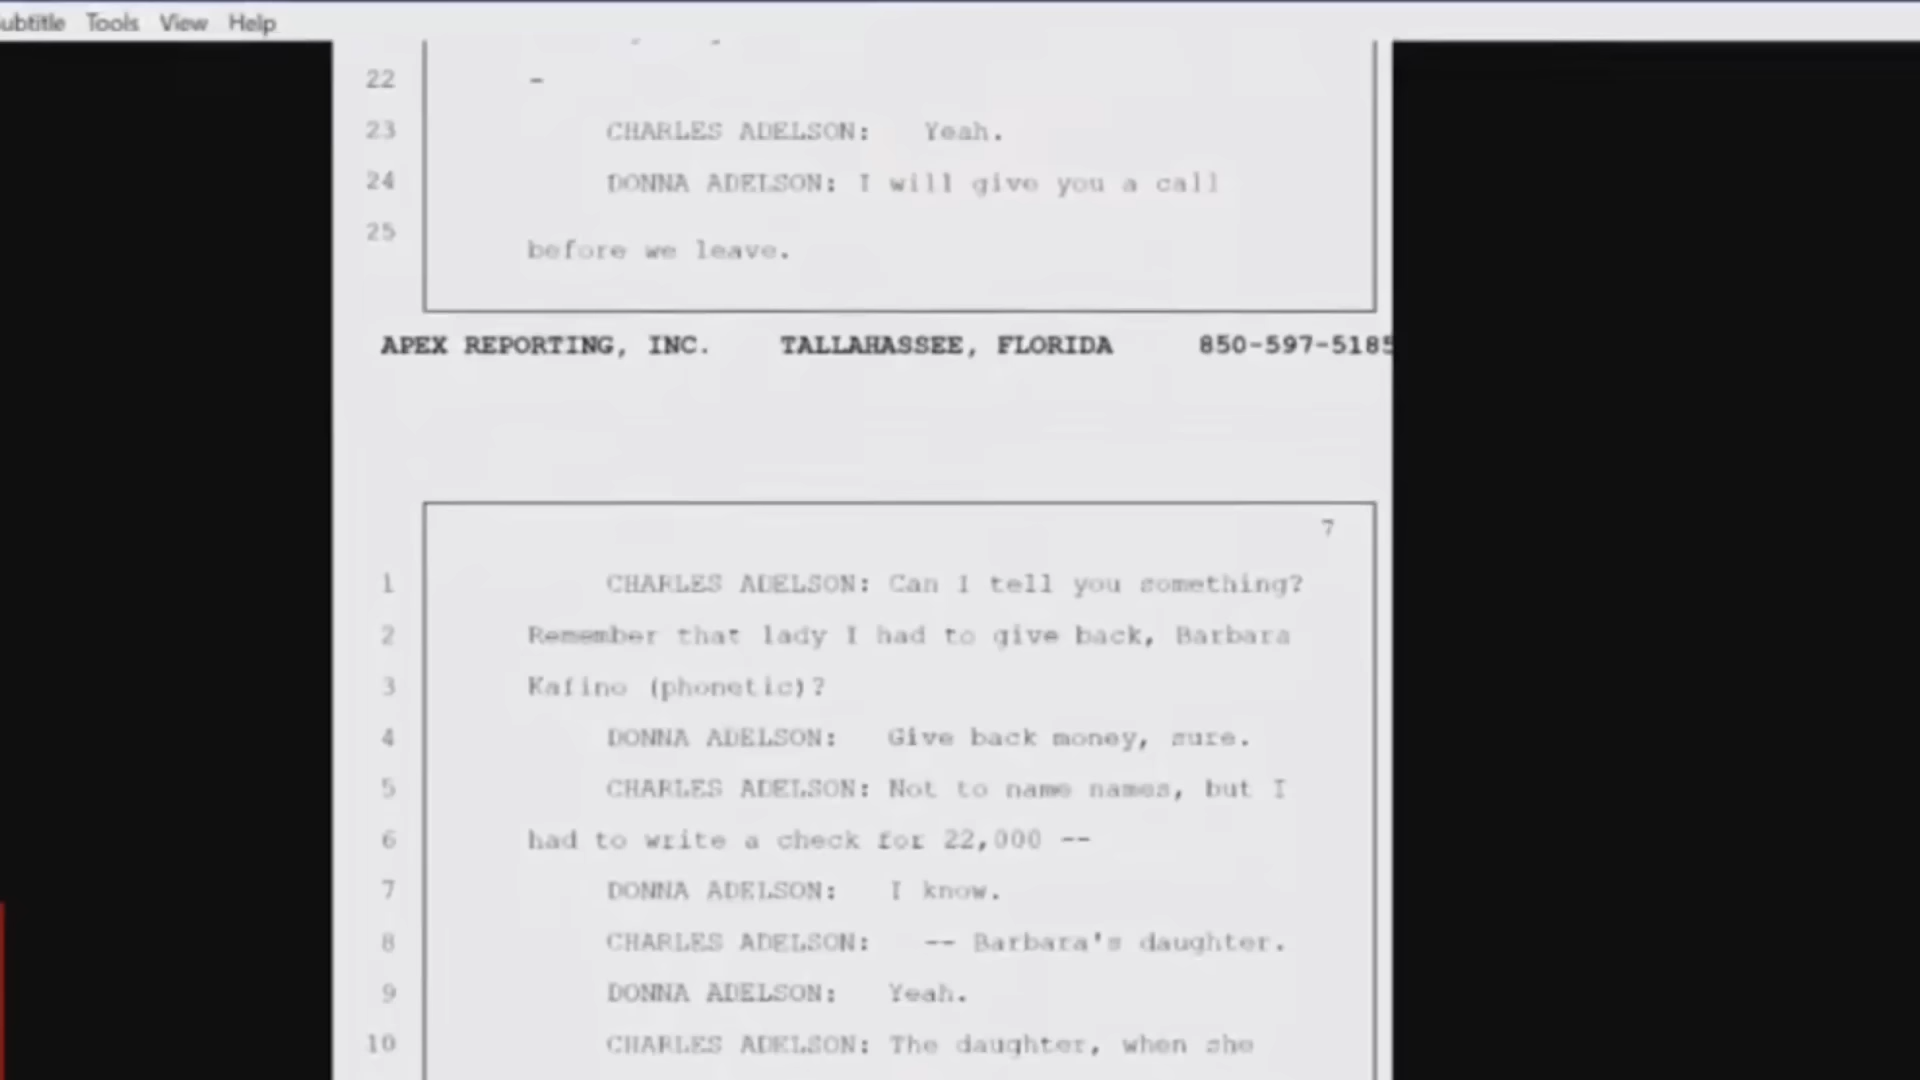 ubtitle Tools View Help
22 -
23 CHARLES ADELSON: Yeah.
24 DONNA ADELSON: I will give you a call
25 before we leave.
APEX REPORTING, INC. TALLAHASSEE, FLORIDA 850-597-5185
7
1 CHARLES ADELSON: Can I tell you something?
2 Remember that lady I had to give back, Barbara
3 Kafino (phonetic)?
4 DONNA ADELSON: Give back money, sure.
5 CHARLES ADELSON: Not to name names, but I
6 had to write a check for 22,000 --
7 DONNA ADELSON: I know.
8 CHARLES ADELSON: -- Barbara's daughter.
9 DONNA ADELSON: Yeah.
10 CHARLES ADELSON: The daughter, when she